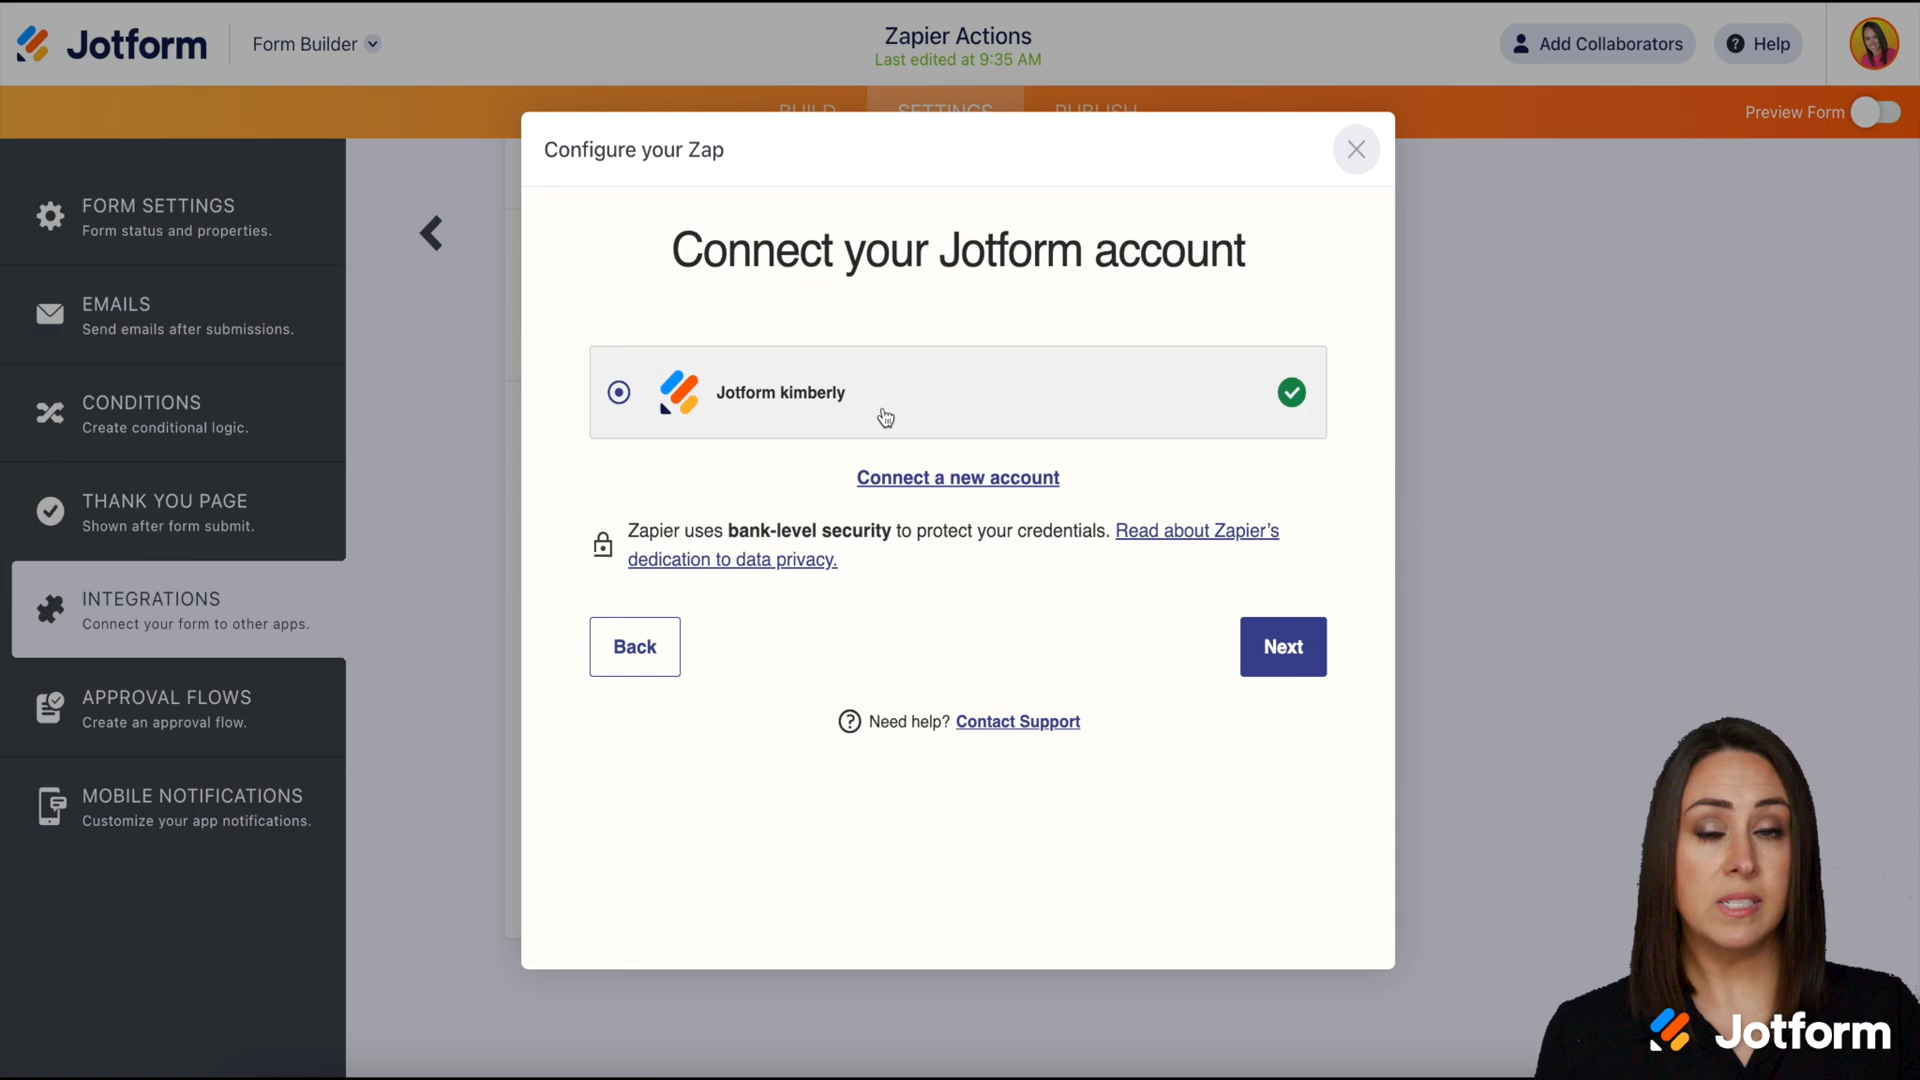 Jotform
Form Builder
Zapier Actions
Last edited at 9:35 AM
Add Collaborators
Help
BUILD
SETTINGS
PUBLISH
Preview Form
Configure your Zap
FORM SETTINGS
Form status and properties.
EMAILS
Send emails after submissions.
CONDITIONS
Create conditional logic.
THANK YOU PAGE
Shown after form submit.
INTEGRATIONS
Connect your form to other apps.
APPROVAL FLOWS
Create an approval flow.
MOBILE NOTIFICATIONS
Customize your app notifications.
Connect your Jotform account
Jotform kimberly
Connect a new account
Zapier uses bank-level security to protect your credentials. Read about Zapier’s
dedication to data privacy.
Back
Next
Need help? Contact Support
Jotform